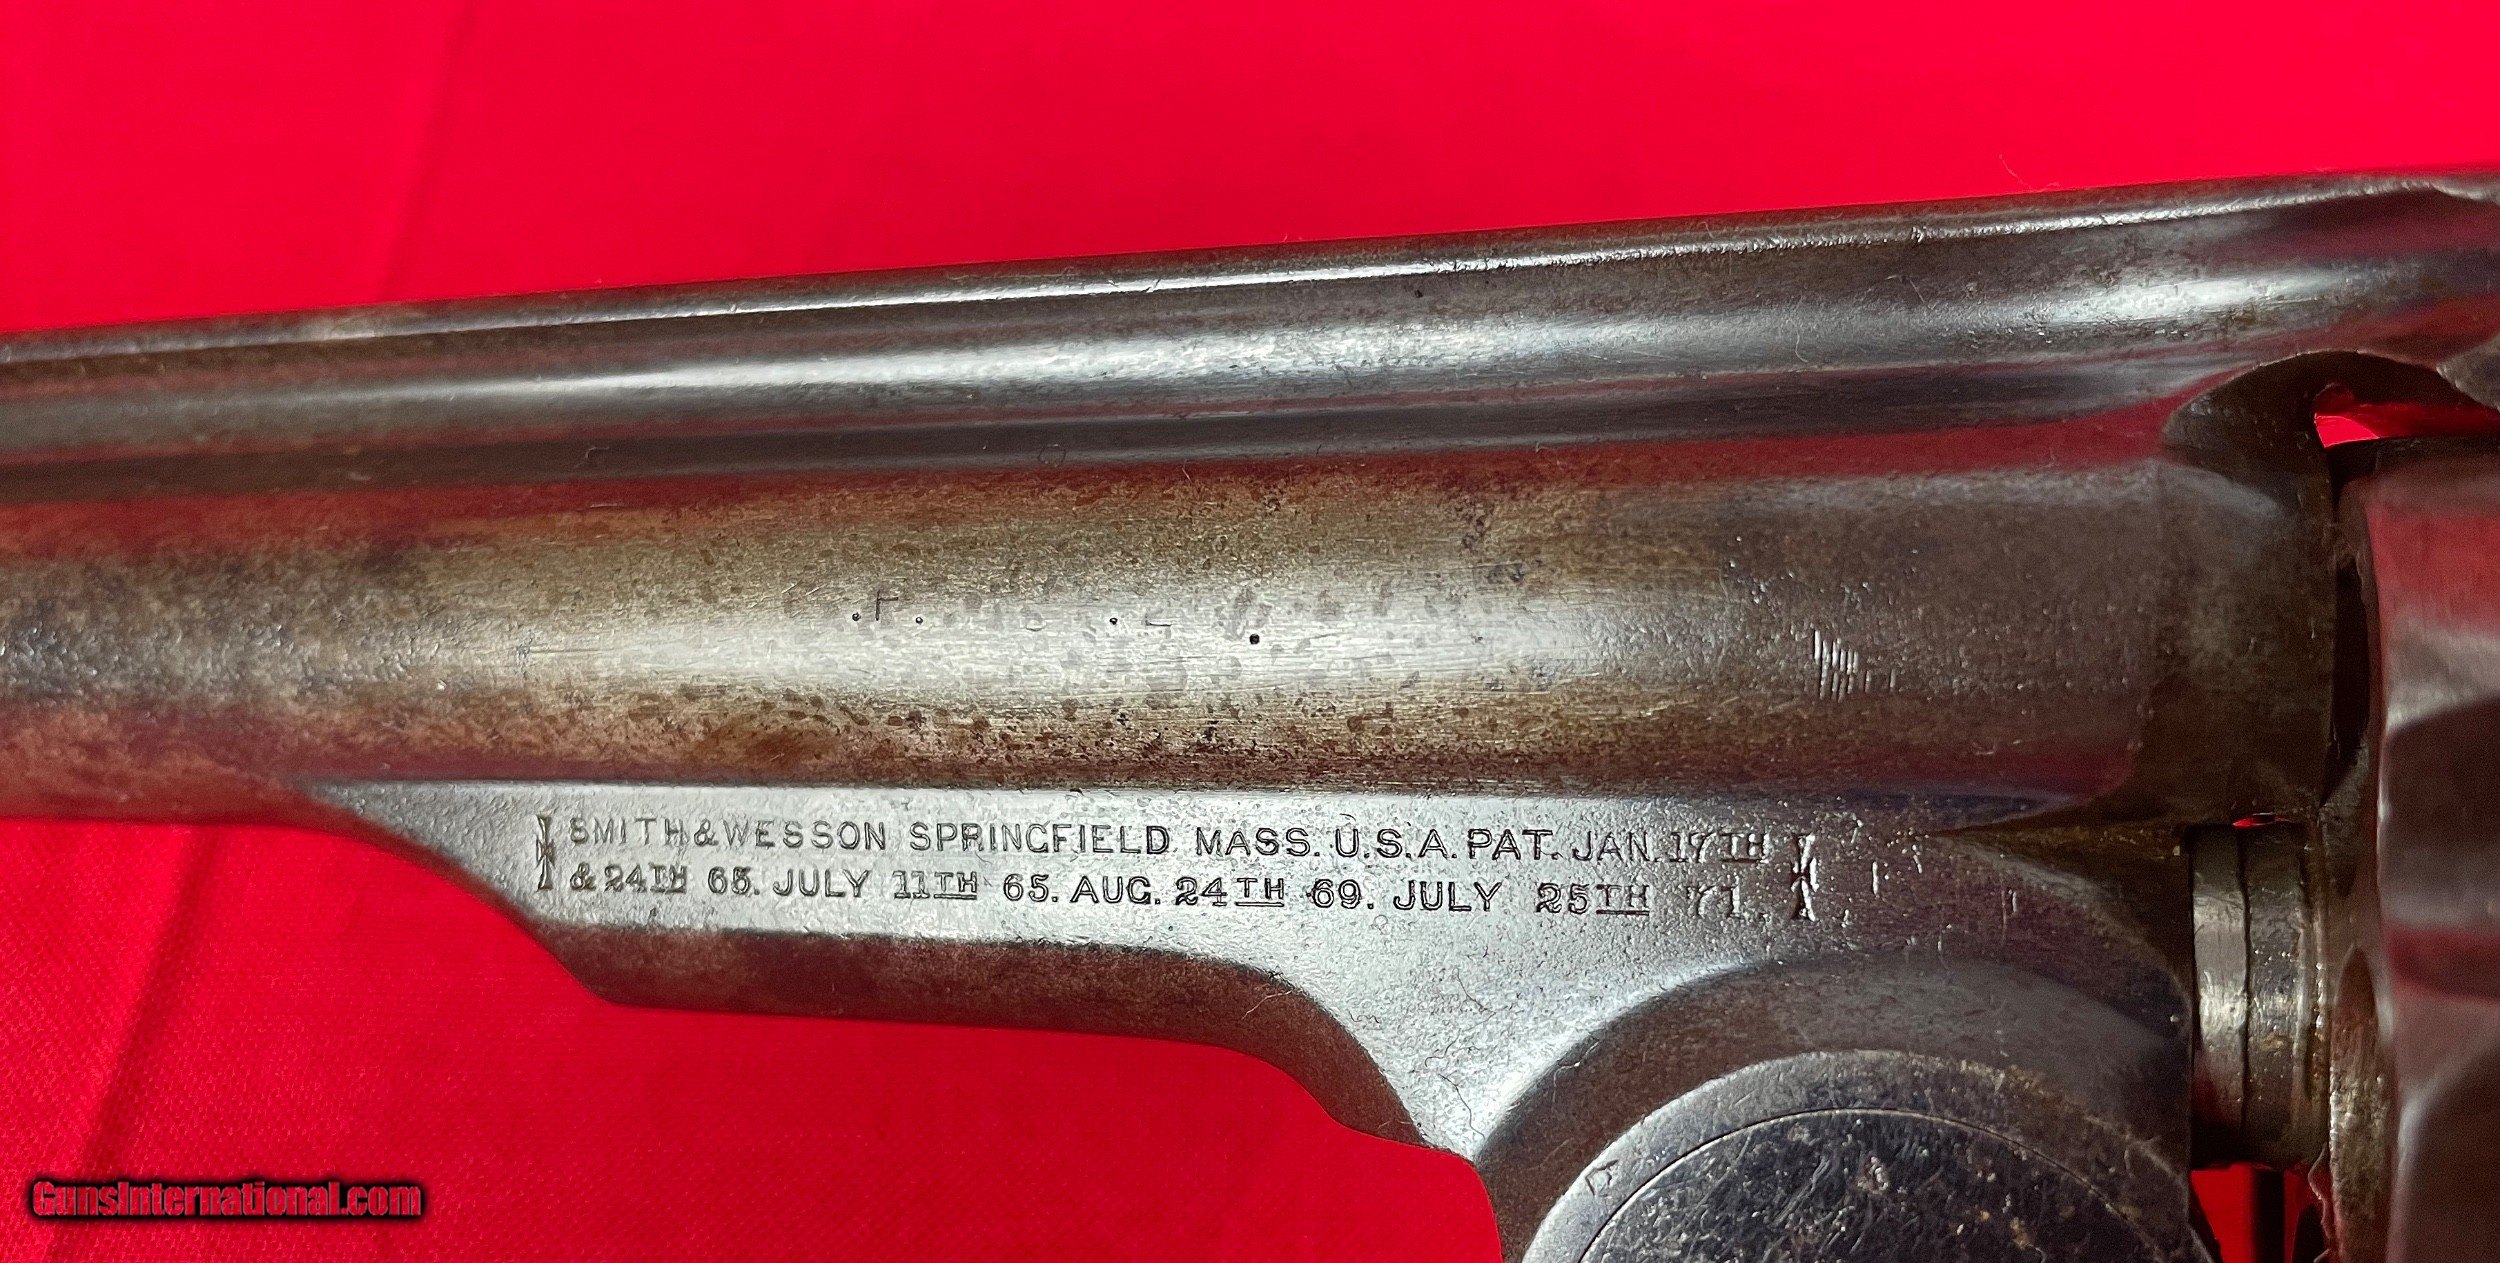 SMITH & WESSON SPRINGFIELD MASS. U.S.A. PAT. JAN. 17TH
& 24TH 65. JULY 11TH 65. AUG. 24TH 69. JULY 25TH 71.
GunsInternational.com